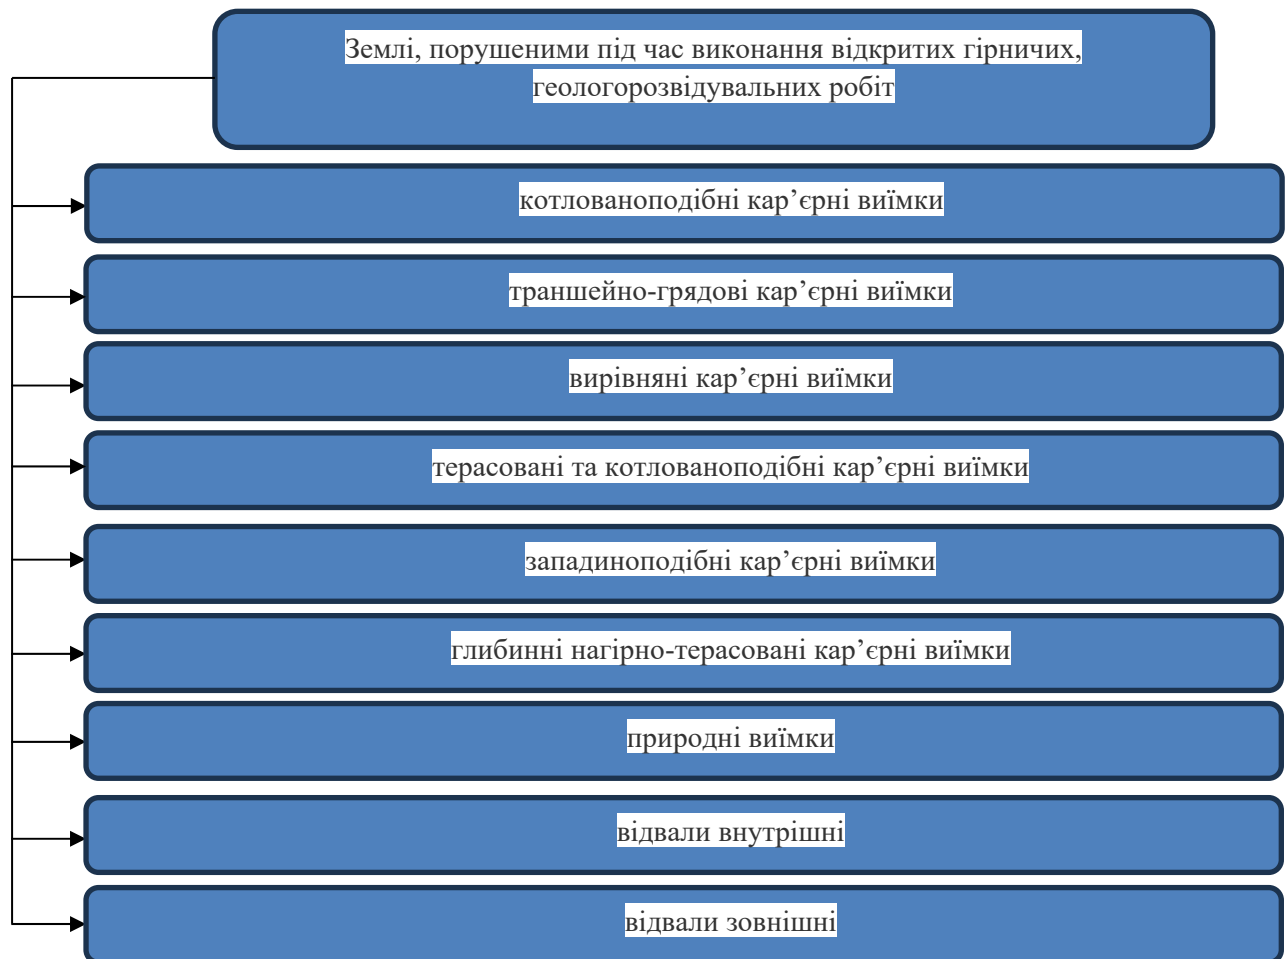 Землі, порушеними під час виконання відкритих гірничих,
геологорозвідувальних робіт
котлованоподібні кар’єрні виїмки
траншейно-грядові кар’єрні виїмки
вирівняні кар’єрні виїмки
терасовані та котлованоподібні кар’єрні виїмки
западиноподібні кар’єрні виїмки
глибинні нагірно-терасовані кар’єрні виїмки
природні виїмки
відвали внутрішні
відвали зовнішні